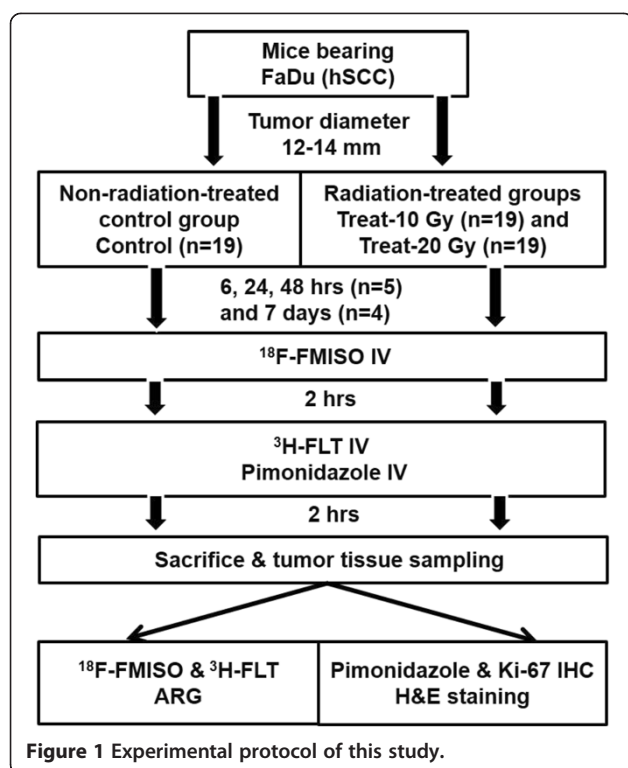 Mice bearing
FaDu (hSCC)
Tumor diameter
12-14 mm
Non-radiation-treated
control group
Control (n=19)
Radiation-treated groups
Treat-10 Gy (n=19) and
Treat-20 Gy (n=19)
6, 24, 48 hrs (n=5)
and 7 days (n=4)
¹⁸F-FMISO IV
2 hrs
³H-FLT IV
Pimonidazole IV
2 hrs
Sacrifice & tumor tissue sampling
¹⁸F-FMISO & ³H-FLT
ARG
Pimonidazole & Ki-67 IHC
H&E staining
Figure 1 Experimental protocol of this study.